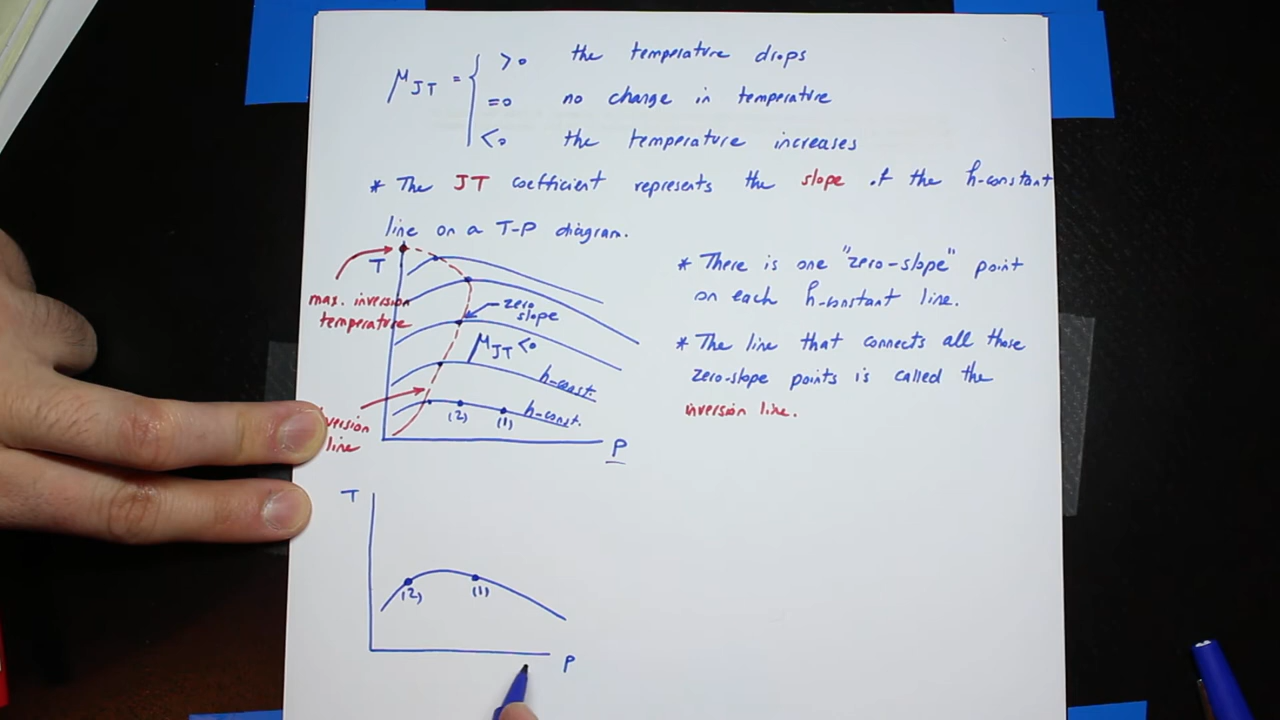 μJT = { >0 the temperature drops
=0 no change in temperature
<0 the temperature increases
* The JT coefficient represents the slope of the h-constant
line on a T-P diagram.
T
max. inversion
temperature
zero
slope
μJT <0
h-const.
h-const.
(2) (1)
version
line
P
* There is one "zero-slope" point
on each h-constant line.
* The line that connects all those
zero-slope points is called the
inversion line.
T
(2) (1)
P